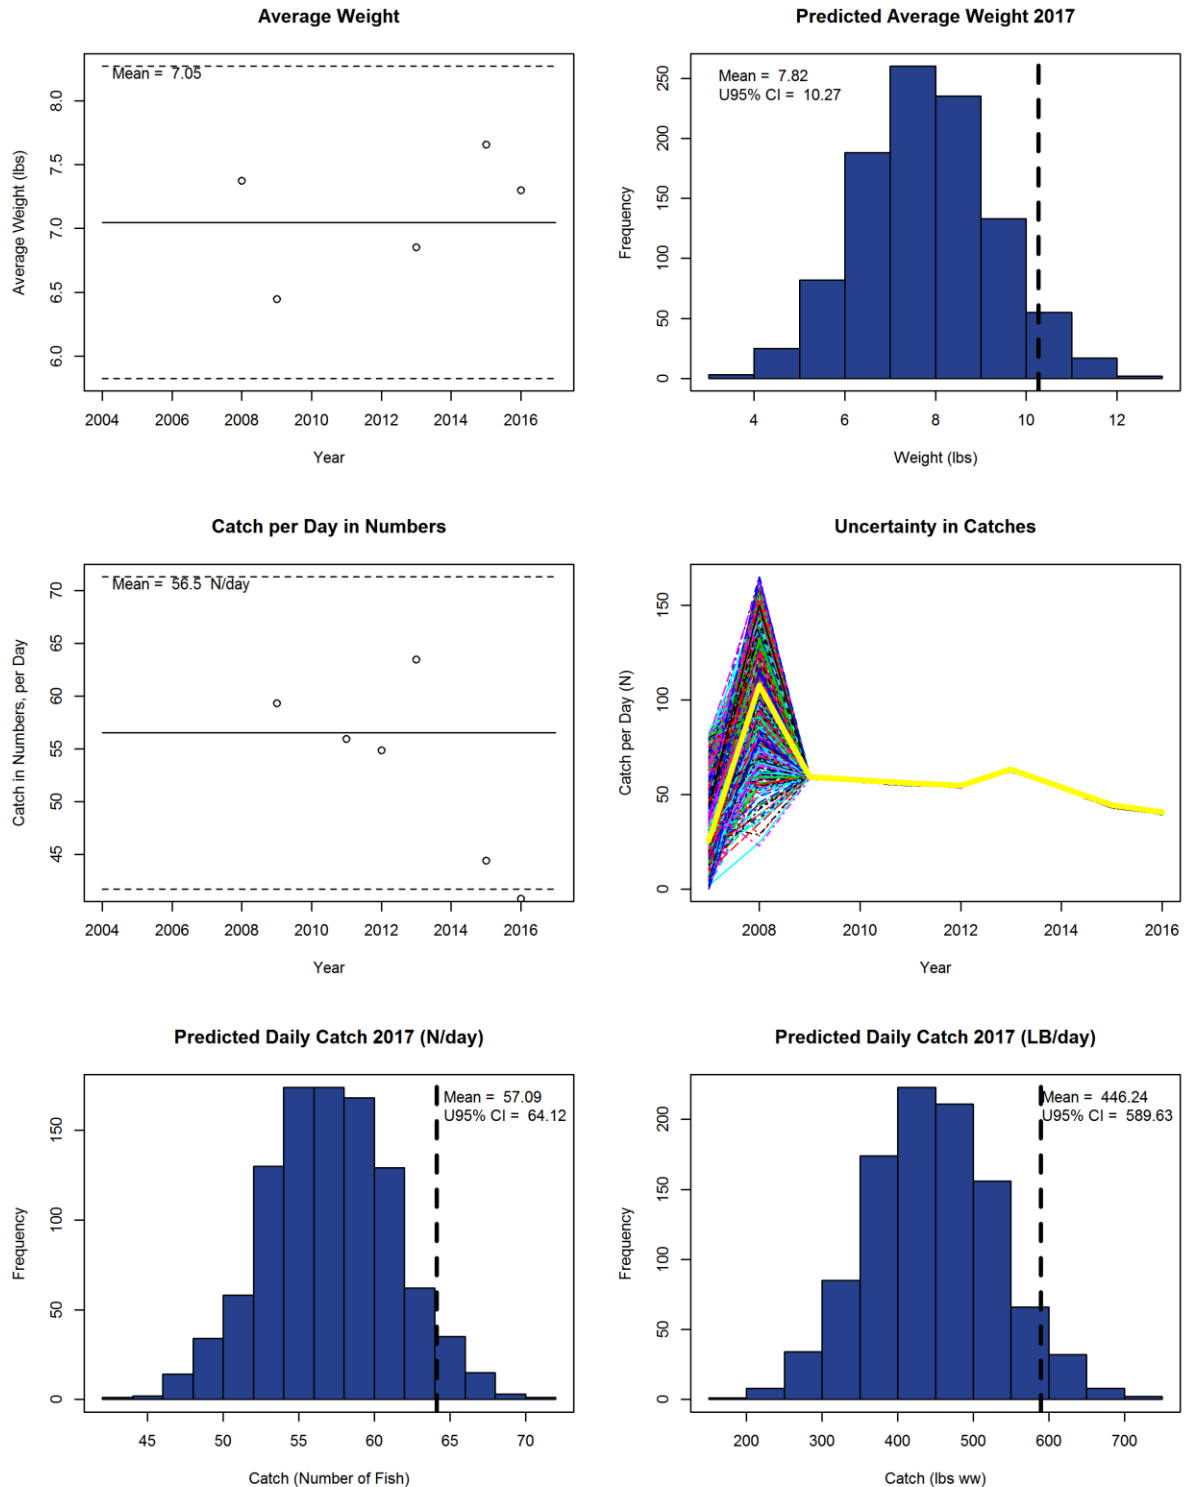 Average Weight
Mean = 7.05
8.0
7.5
7.0
6.5
6.0
Average Weight (lbs)
2004 2006 2008 2010 2012 2014 2016
Year
Predicted Average Weight 2017
Mean = 7.82
U95% CI = 10.27
250
200
150
100
50
0
Frequency
4 6 8 10 12
Weight (lbs)
Catch per Day in Numbers
Mean = 56.5 N/day
70
65
60
55
50
45
Catch in Numbers, per Day
2004 2006 2008 2010 2012 2014 2016
Year
Uncertainty in Catches
150
100
50
0
Catch per Day (N)
2008 2010 2012 2014 2016
Year
Predicted Daily Catch 2017 (N/day)
Mean = 57.09
U95% CI = 64.12
150
100
50
0
Frequency
45 50 55 60 65 70
Catch (Number of Fish)
Predicted Daily Catch 2017 (LB/day)
Mean = 446.24
U95% CI = 589.63
200
150
100
50
0
Frequency
200 300 400 500 600 700
Catch (lbs ww)